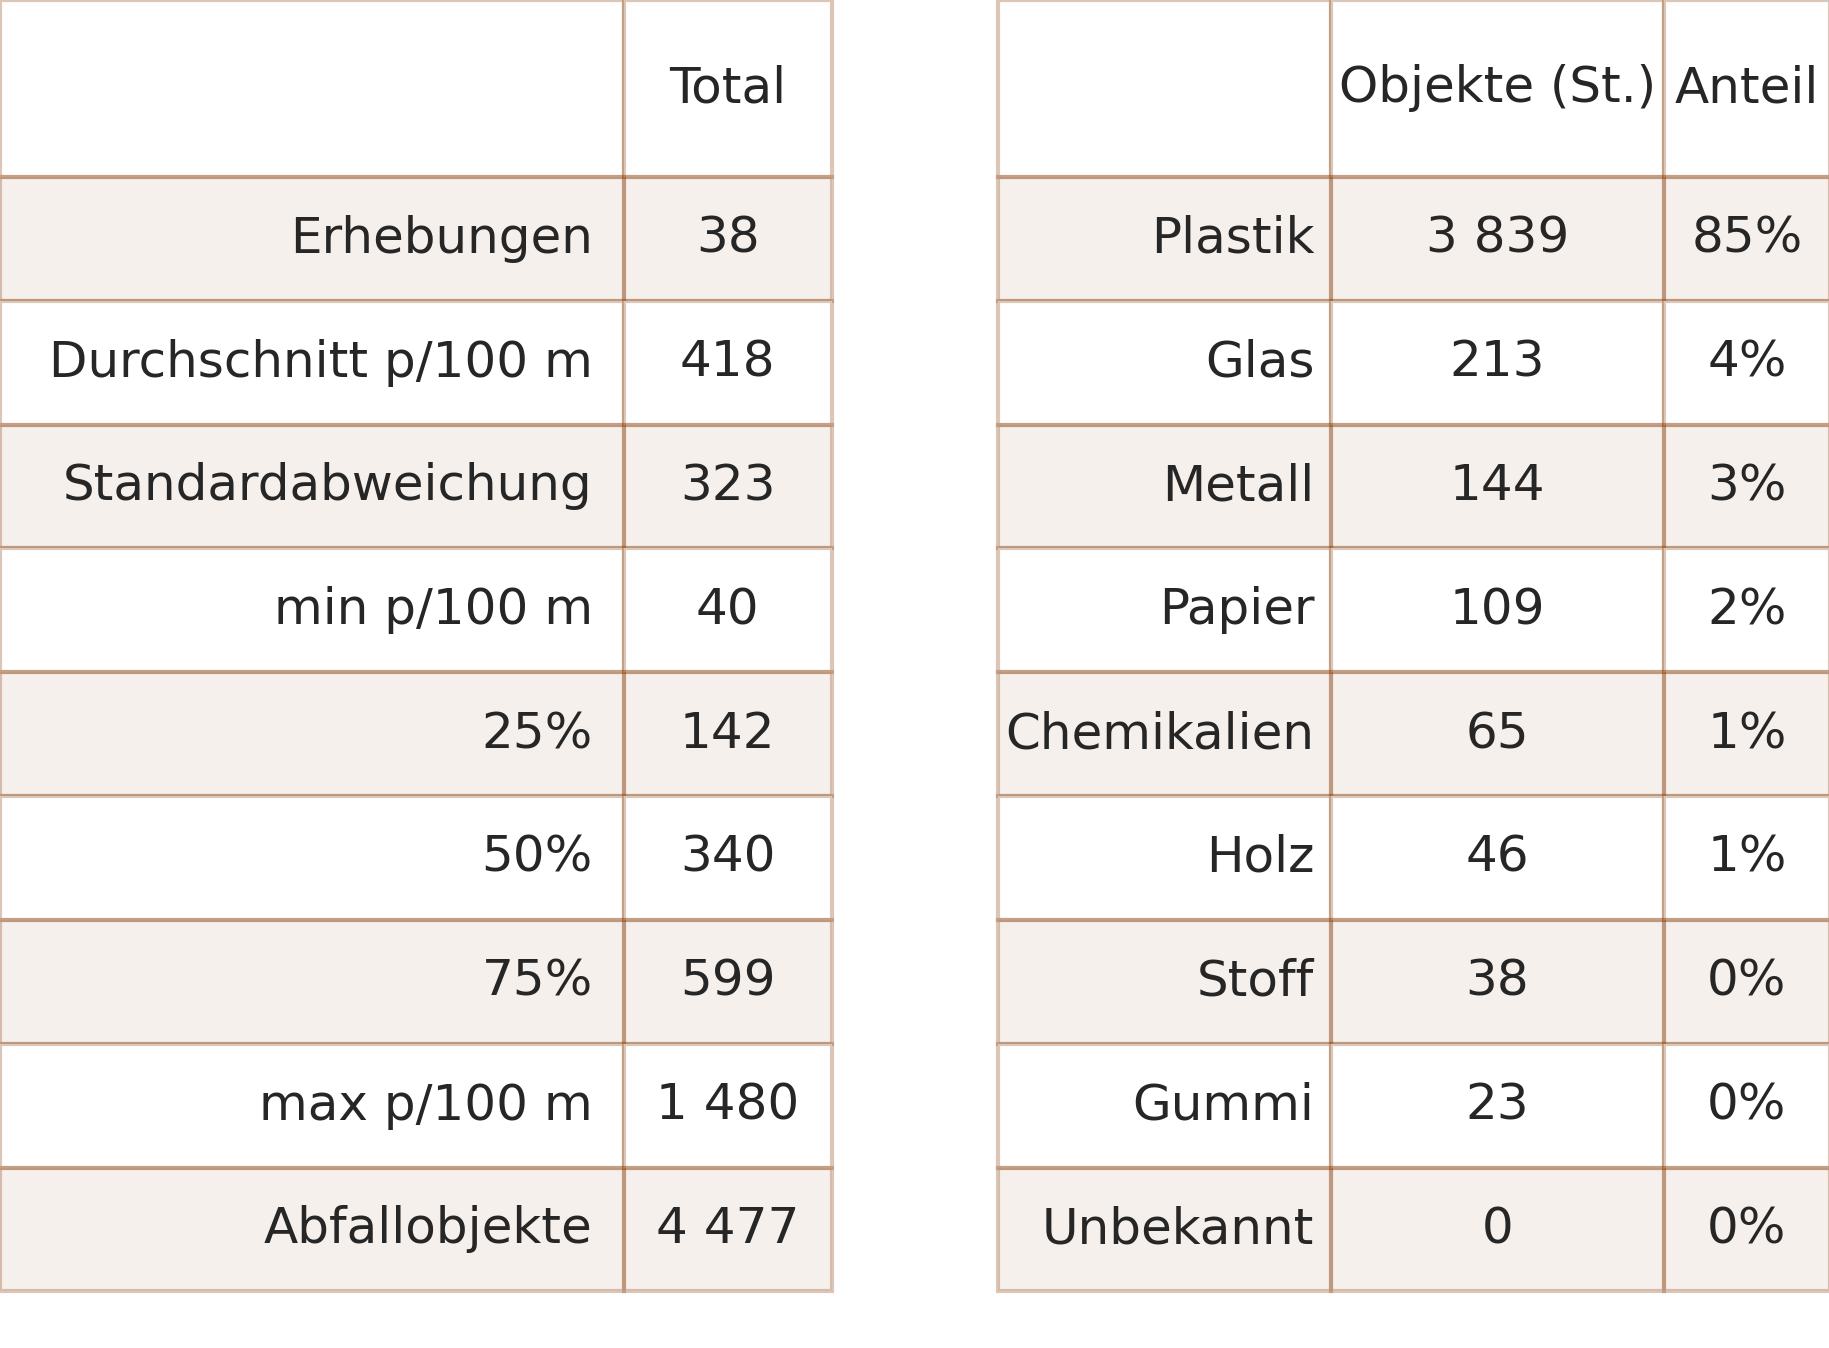 Total
Erhebungen 38
Durchschnitt p/100 m 418
Standardabweichung 323
min p/100 m 40
25% 142
50% 340
75% 599
max p/100 m 1 480
Abfallobjekte 4 477
Objekte (St.) Anteil
Plastik 3 839 85%
Glas 213 4%
Metall 144 3%
Papier 109 2%
Chemikalien 65 1%
Holz 46 1%
Stoff 38 0%
Gummi 23 0%
Unbekannt 0 0%